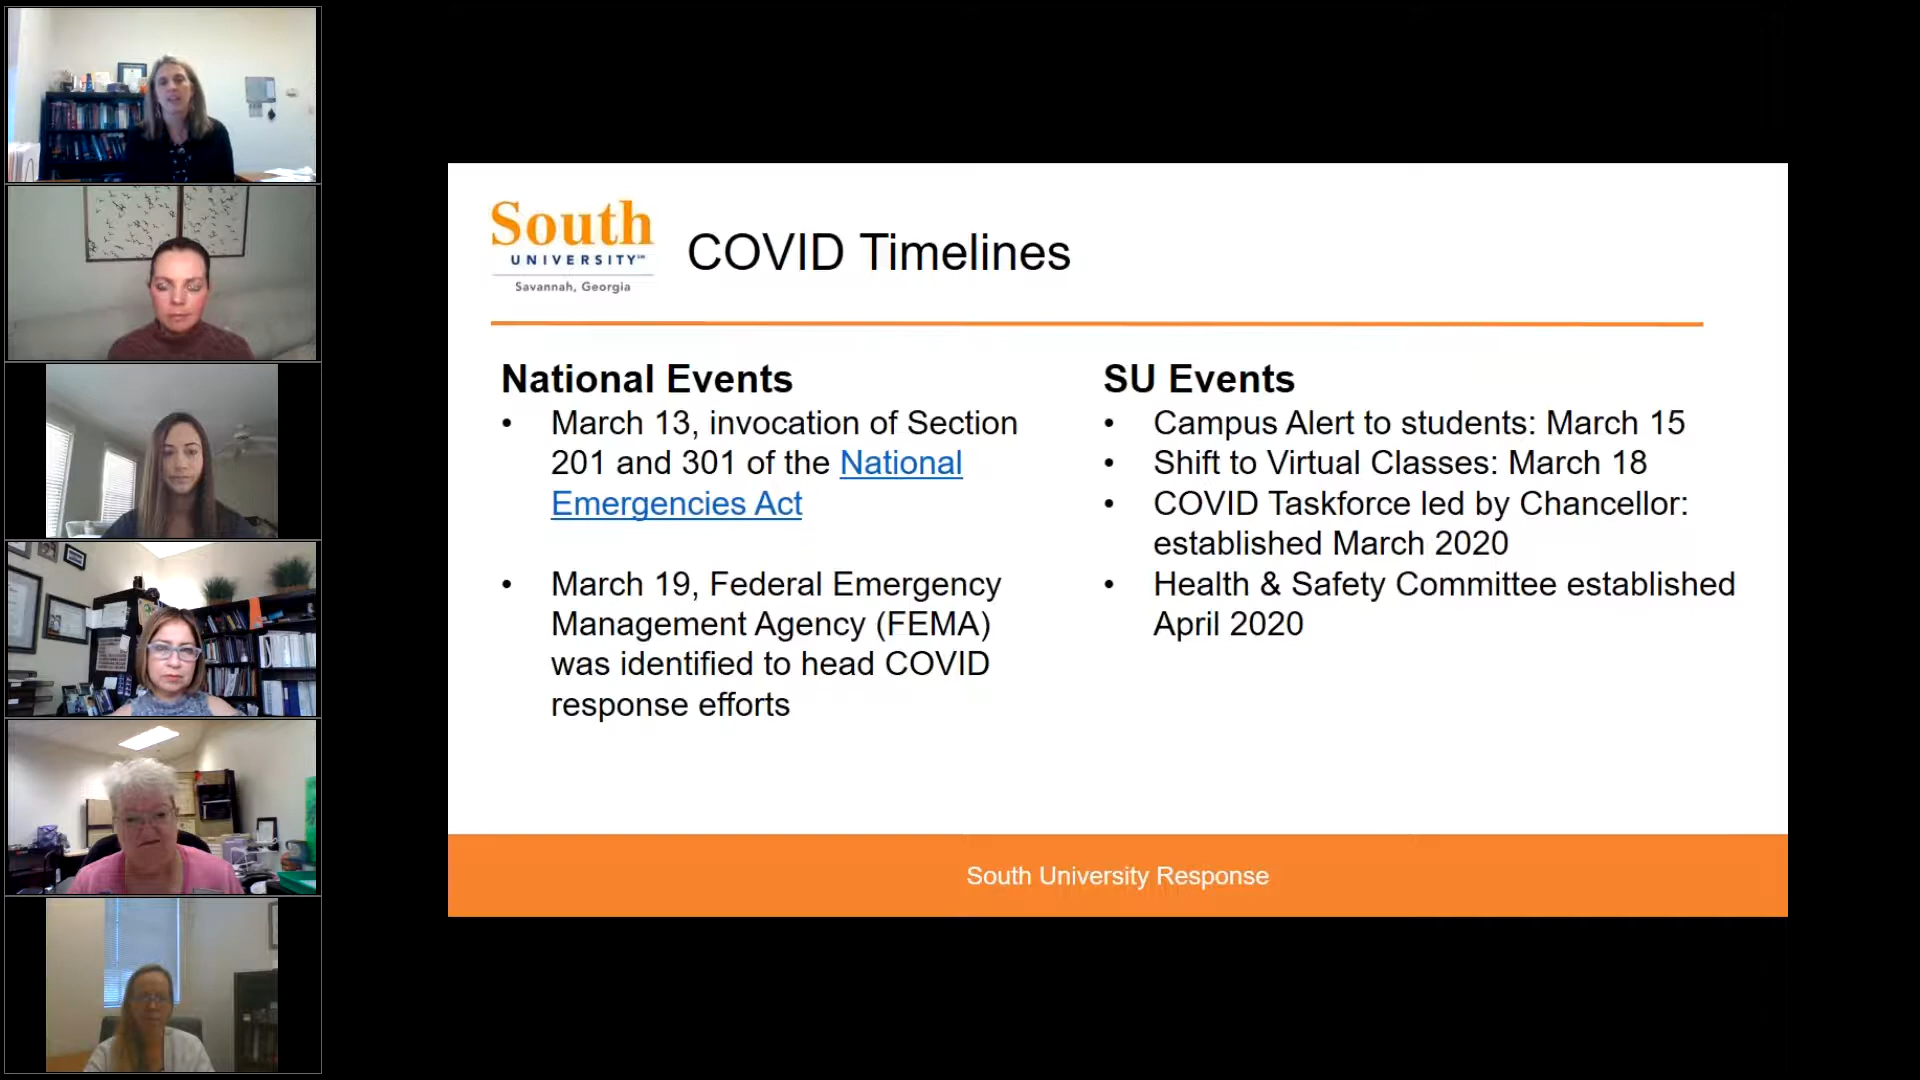 South
UNIVERSITY℠
Savannah, Georgia
COVID Timelines
National Events
• March 13, invocation of Section
201 and 301 of the National
Emergencies Act
• March 19, Federal Emergency
Management Agency (FEMA)
was identified to head COVID
response efforts
SU Events
• Campus Alert to students: March 15
• Shift to Virtual Classes: March 18
• COVID Taskforce led by Chancellor:
established March 2020
• Health & Safety Committee established
April 2020
South University Response